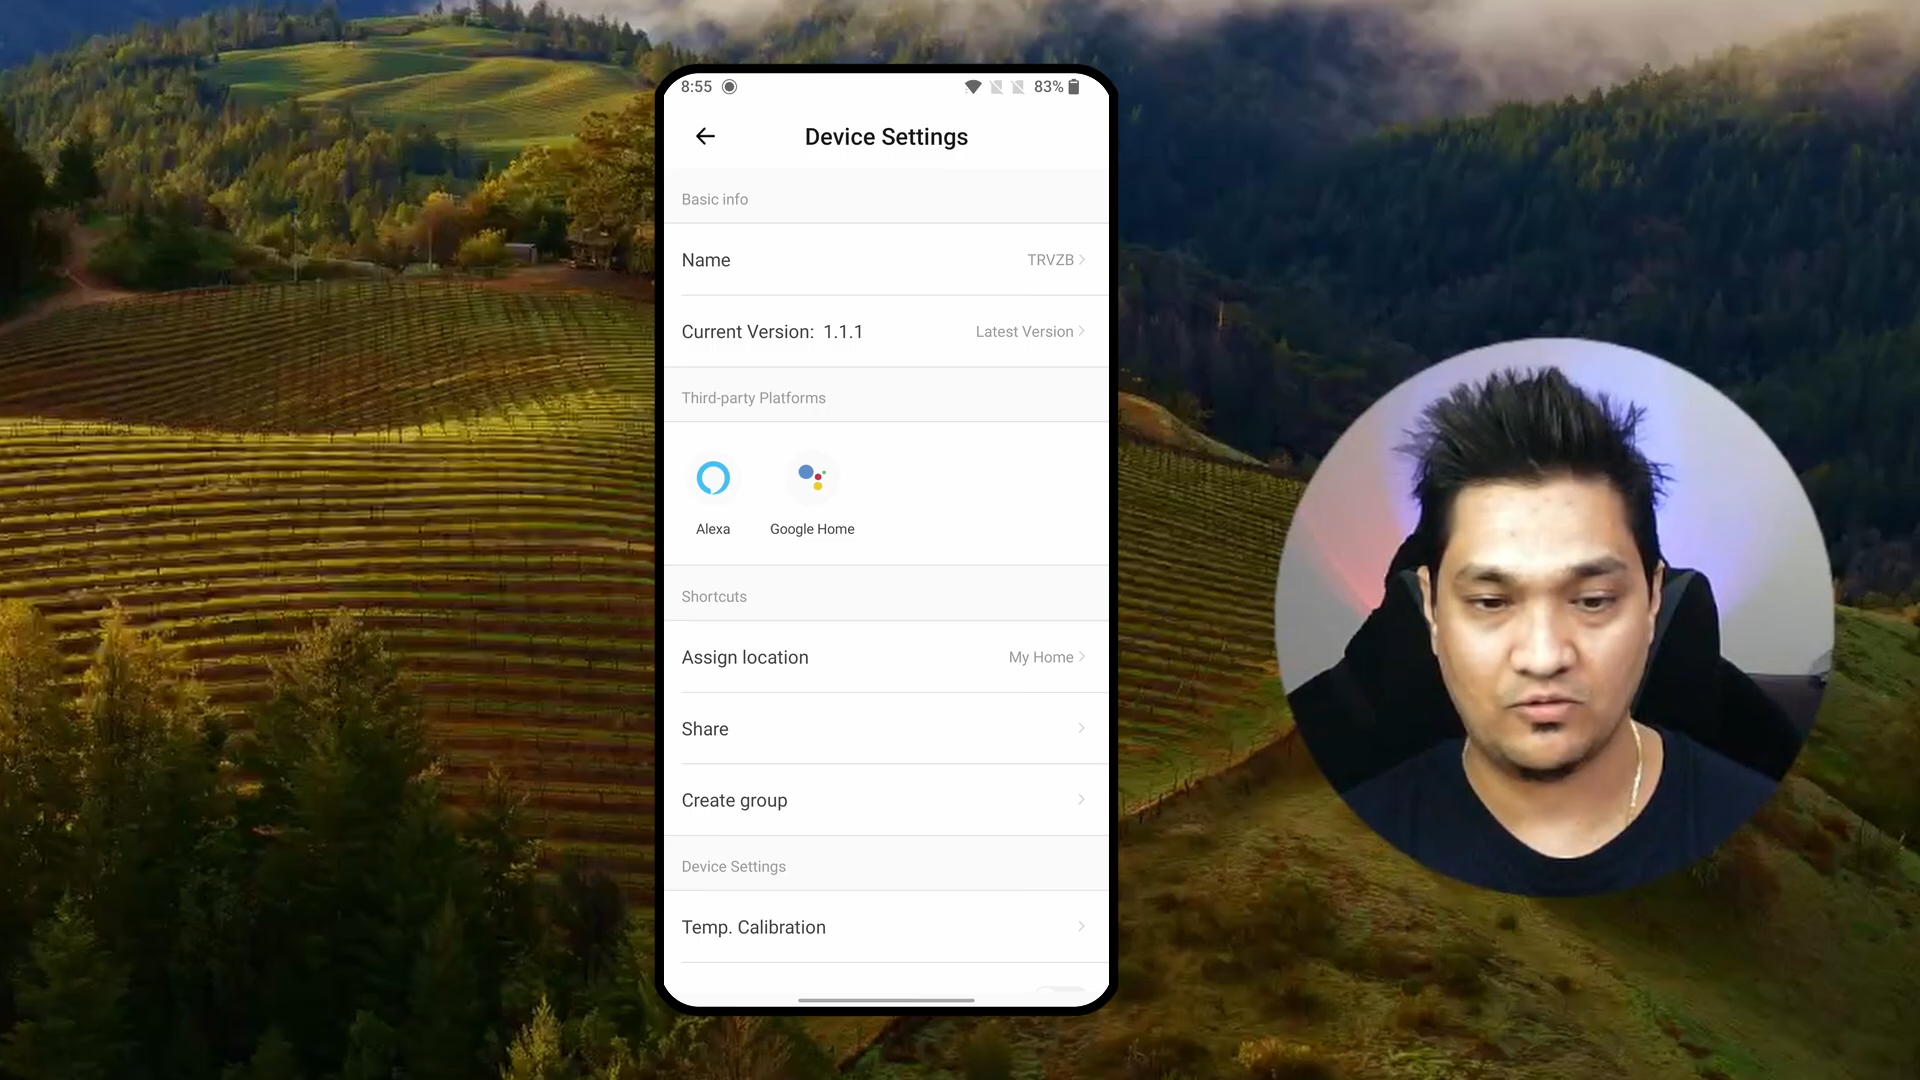 8:55
83%
Device Settings
Basic info
Name TRVZB
Current Version: 1.1.1 Latest Version
Third-party Platforms
Alexa Google Home
Shortcuts
Assign location My Home
Share
Create group
Device Settings
Temp. Calibration